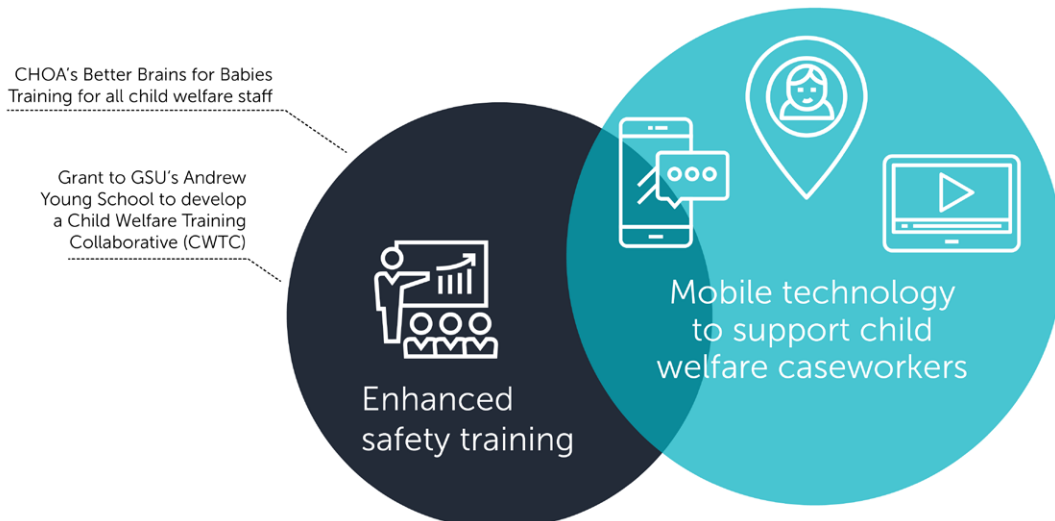 CHOA's Better Brains for Babies
Training for all child welfare staff
Grant to GSU's Andrew
Young School to develop
a Child Welfare Training
Collaborative (CWTC)
Enhanced
safety training
Mobile technology
to support child
welfare caseworkers